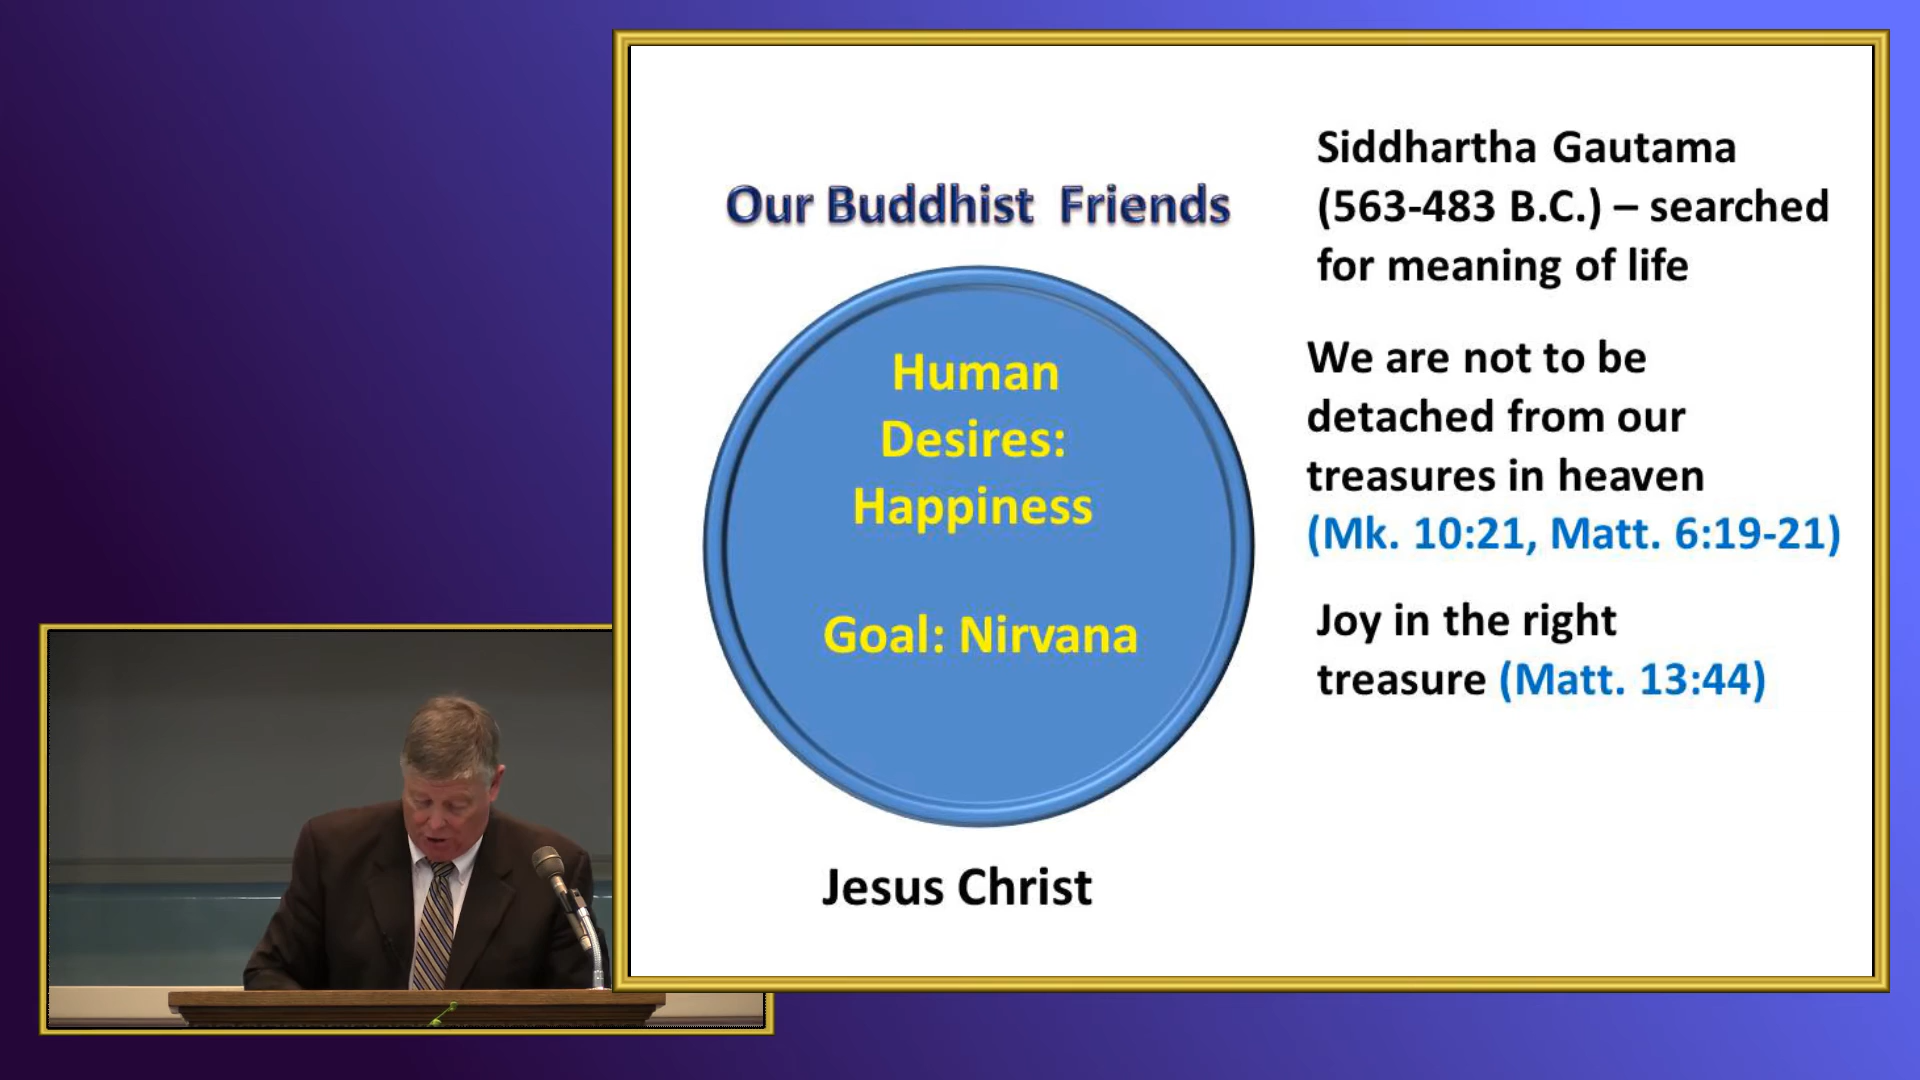 Our Buddhist Friends
Human
Desires:
Happiness
Goal: Nirvana
Jesus Christ
Siddhartha Gautama
(563-483 B.C.) – searched
for meaning of life
We are not to be
detached from our
treasures in heaven
(Mk. 10:21, Matt. 6:19-21)
Joy in the right
treasure (Matt. 13:44)